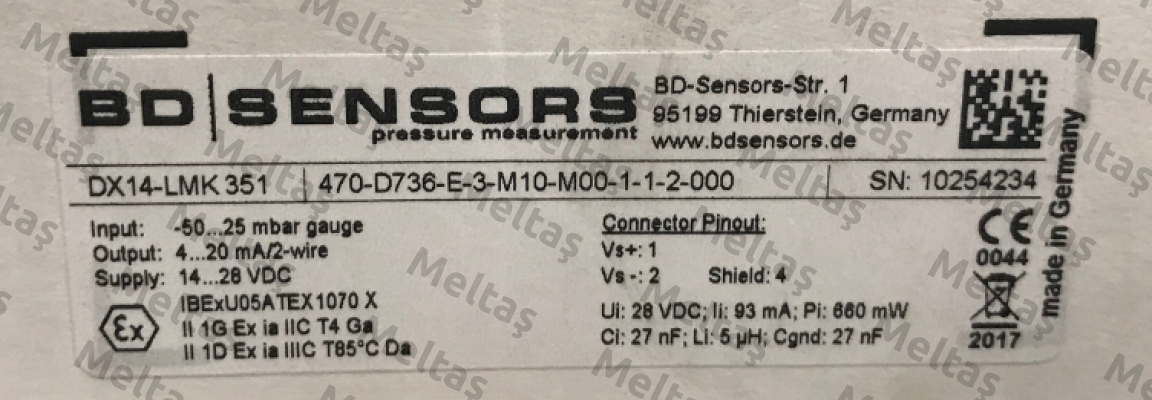 BD|SENSORS
pressure measurement
BD-Sensors-Str. 1
95199 Thierstein, Germany
www.bdsensors.de
DX14-LMK 351 | 470-D736-E-3-M10-M00-1-1-2-000 | SN: 10254234
Input: -50...25 mbar gauge
Output: 4...20 mA/2-wire
Supply: 14...28 VDC
Ex
IBExU05ATEX1070 X
II 1G Ex ia IIC T4 Ga
II 1D Ex ia IIIC T85°C Da
Connector Pinout:
Vs+: 1
Vs -: 2 Shield: 4
Ui: 28 VDC; Ii: 93 mA; Pi: 660 mW
Ci: 27 nF; Li: 5 µH; Cgnd: 27 nF
CE
0044
2017
made in Germany
Meltaş